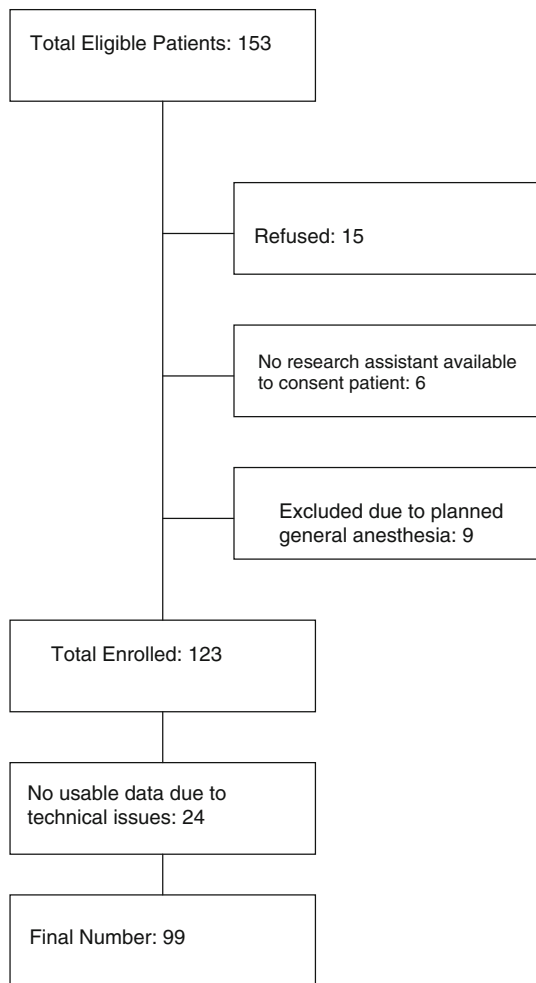 Total Eligible Patients: 153
Refused: 15
No research assistant available
to consent patient: 6
Excluded due to planned
general anesthesia: 9
Total Enrolled: 123
No usable data due to
technical issues: 24
Final Number: 99